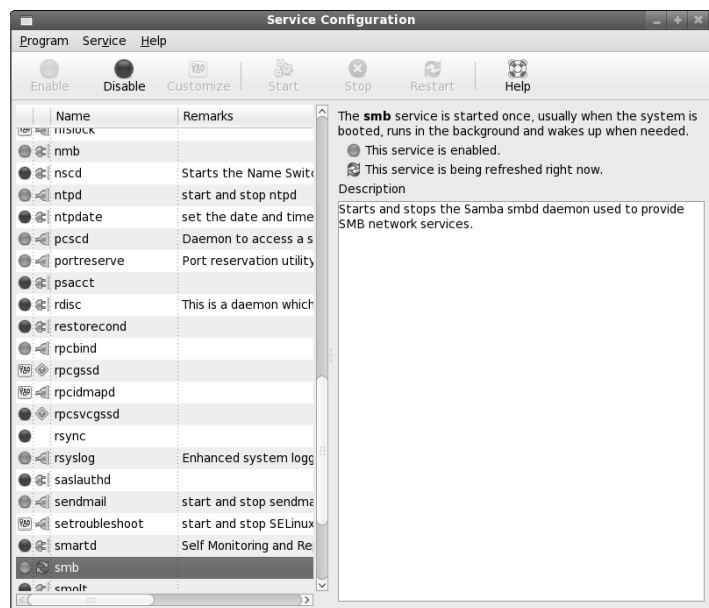 Service Configuration
Program Service Help
Enable Disable Customize Start Stop Restart Help
Name Remarks
nfslock
nmb
nscd Starts the Name Switc
ntpd start and stop ntpd
ntpdate set the date and time
pcscd Daemon to access a s
portreserve Port reservation utility
psacct
rdisc This is a daemon which
restorecond
rpcbind
rpcgssd
rpcidmapd
rpcsvcgssd
rsync
rsyslog Enhanced system logg
saslauthd
sendmail start and stop sendma
setroubleshoot start and stop SELinux
smartd Self Monitoring and Re
smb
smolt
The smb service is started once, usually when the system is
booted, runs in the background and wakes up when needed.
This service is enabled.
This service is being refreshed right now.
Description
Starts and stops the Samba smbd daemon used to provide
SMB network services.